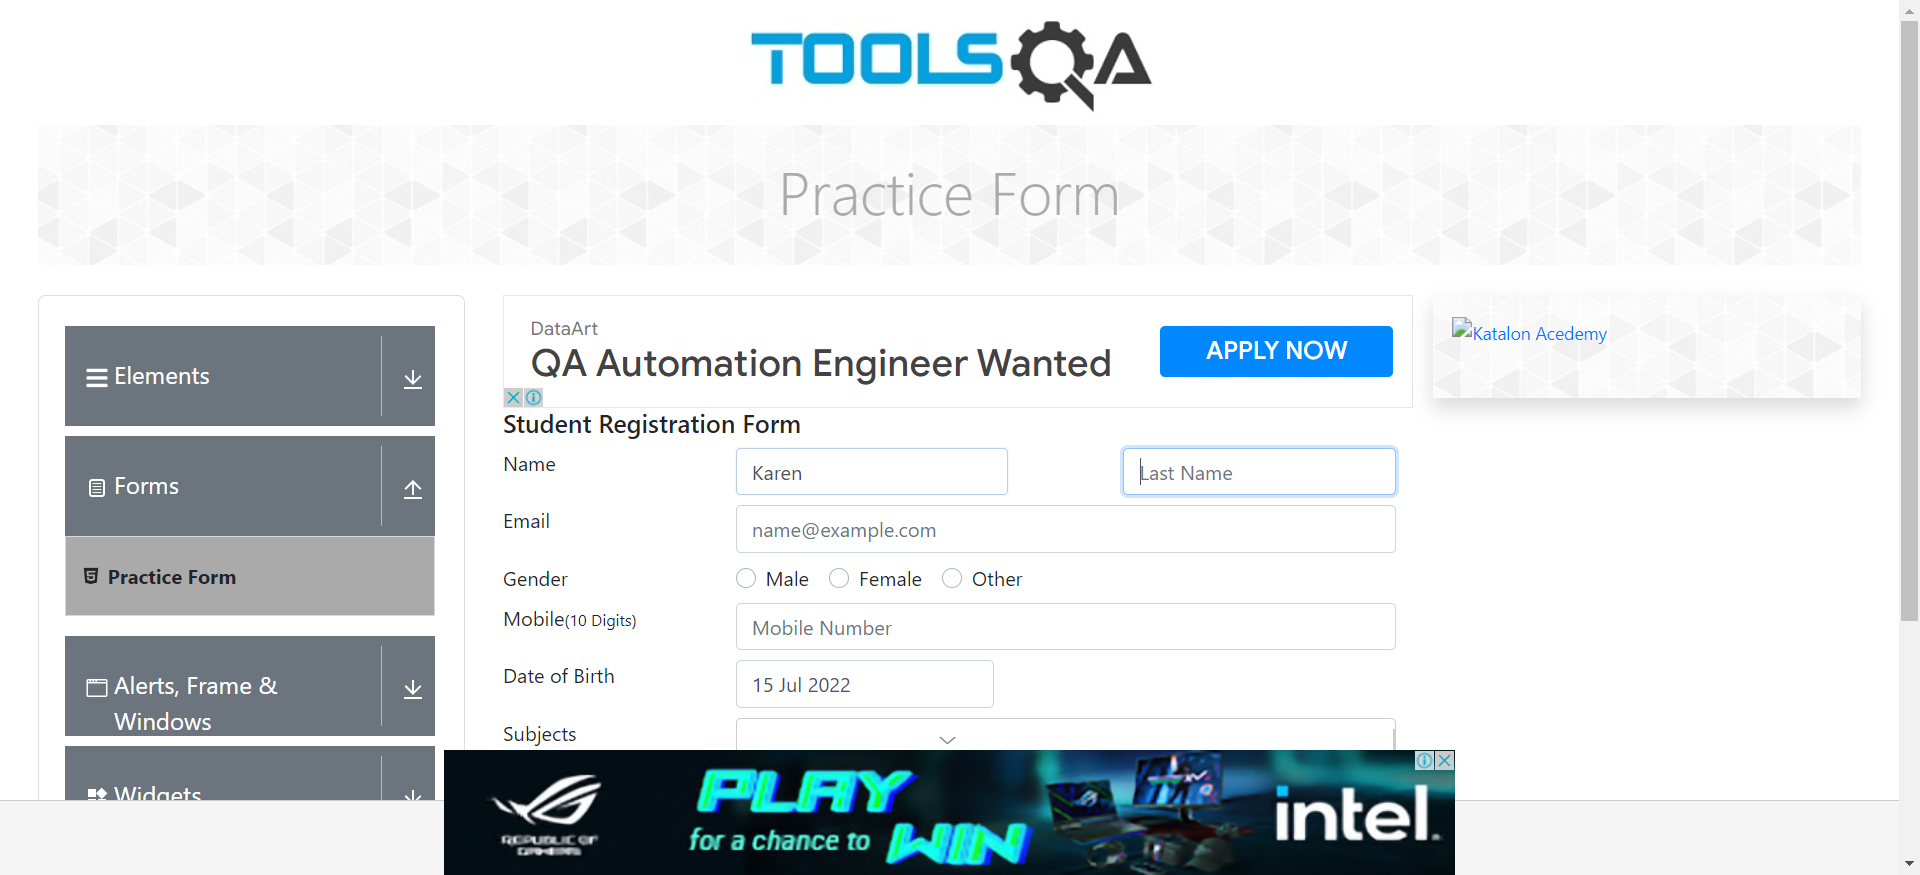 TOOLSQA
Practice Form
Elements
Forms
Practice Form
Alerts, Frame &
Windows
Widgets
DataArt
QA Automation Engineer Wanted
APPLY NOW
Student Registration Form
Name
Karen
Last Name
Email
name@example.com
Gender
Male
Female
Other
Mobile(10 Digits)
Mobile Number
Date of Birth
15 Jul 2022
Subjects
Katalon Acedemy
REPUBLIC OF
GAMERS
PLAY
for a chance to WIN
intel.